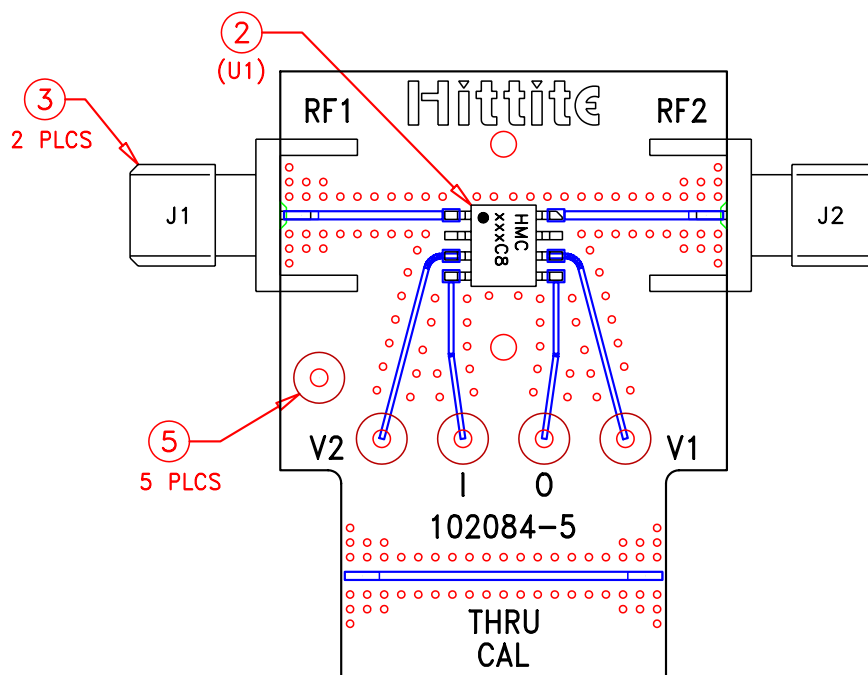 2
(U1)
3
2 PLCS
RF1
Hittite
RF2
J1
HMC
xxxC8
J2
5
5 PLCS
V2
V1
I
O
102084-5
THRU
CAL